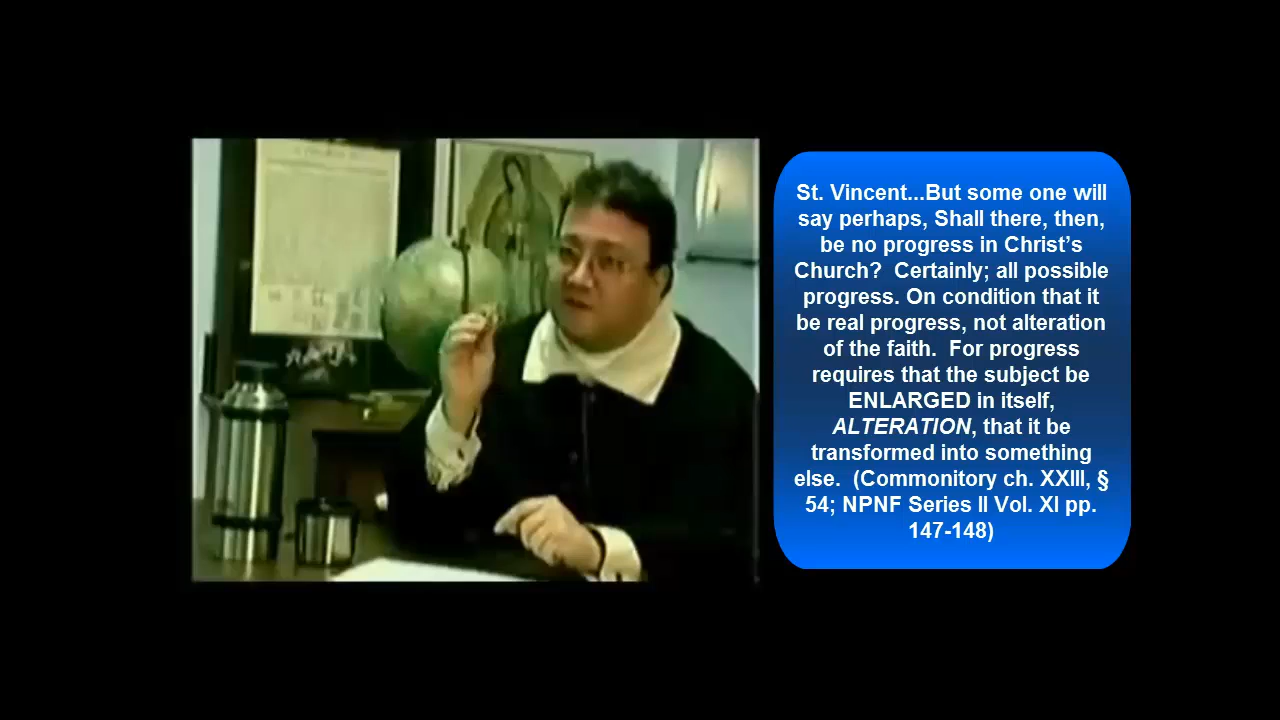 St. Vincent...But some one will
say perhaps, Shall there, then,
be no progress in Christ’s
Church?  Certainly; all possible
progress. On condition that it
be real progress, not alteration
of the faith.  For progress
requires that the subject be
ENLARGED in itself,
ALTERATION, that it be
transformed into something
else.  (Commonitory ch. XXIII, §
54; NPNF Series II Vol. XI pp.
147-148)